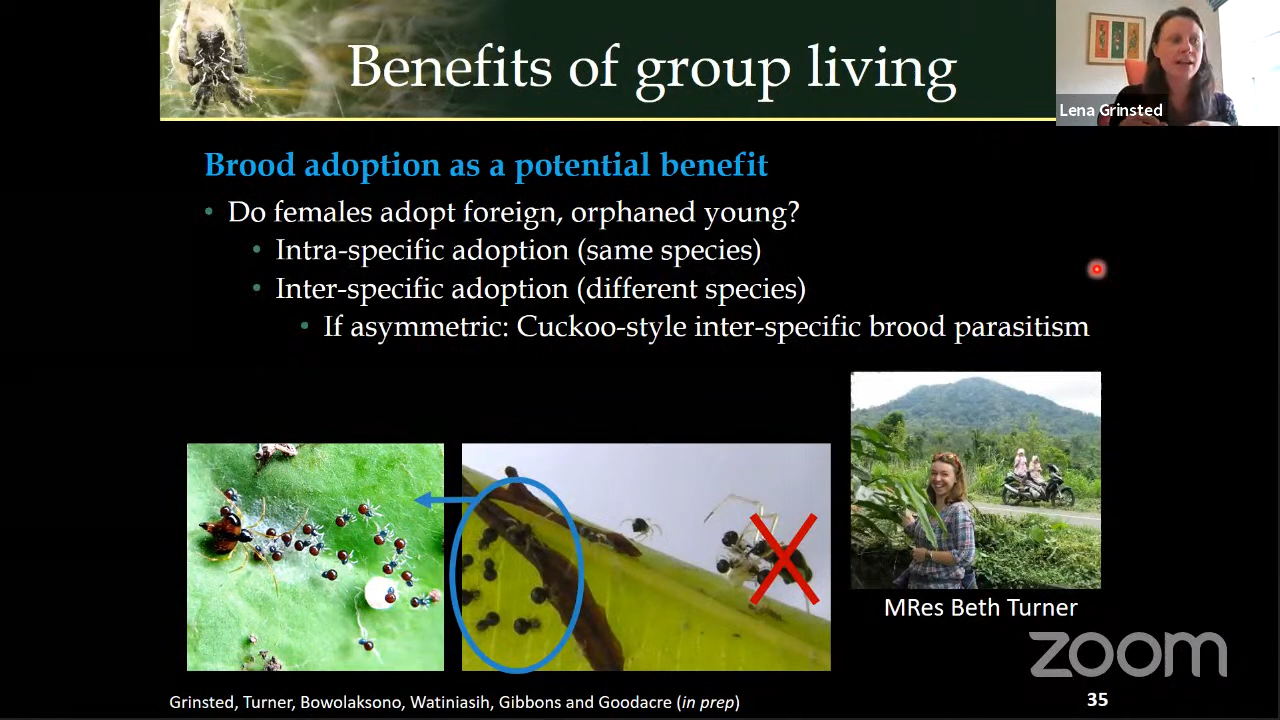 Benefits of group living
Lena Grinsted
Brood adoption as a potential benefit
• Do females adopt foreign, orphaned young?
• Intra-specific adoption (same species)
• Inter-specific adoption (different species)
• If asymmetric: Cuckoo-style inter-specific brood parasitism
MRes Beth Turner
zoom
Grinsted, Turner, Bowolaksono, Watiniasih, Gibbons and Goodacre (in prep)
35